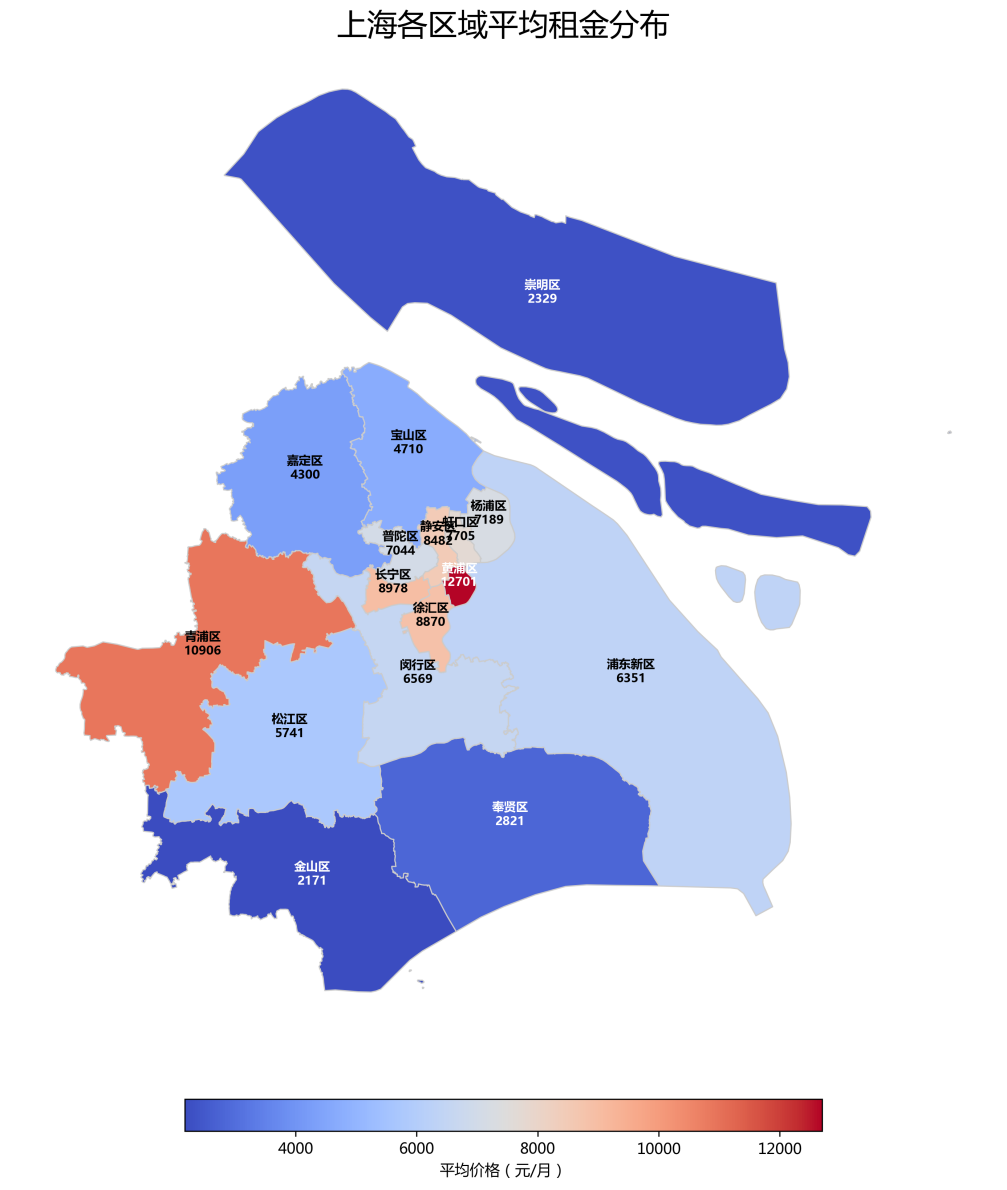 上海各区域平均租金分布
崇明区
2329
宝山区
4710
嘉定区
4300
杨浦区
7189
虹口区
7705
静安区
8482
普陀区
7044
黄浦区
12701
长宁区
8978
徐汇区
8870
青浦区
10906
闵行区
6569
浦东新区
6351
松江区
5741
奉贤区
2821
金山区
2171
4000
6000
8000
10000
12000
平均价格（元/月）